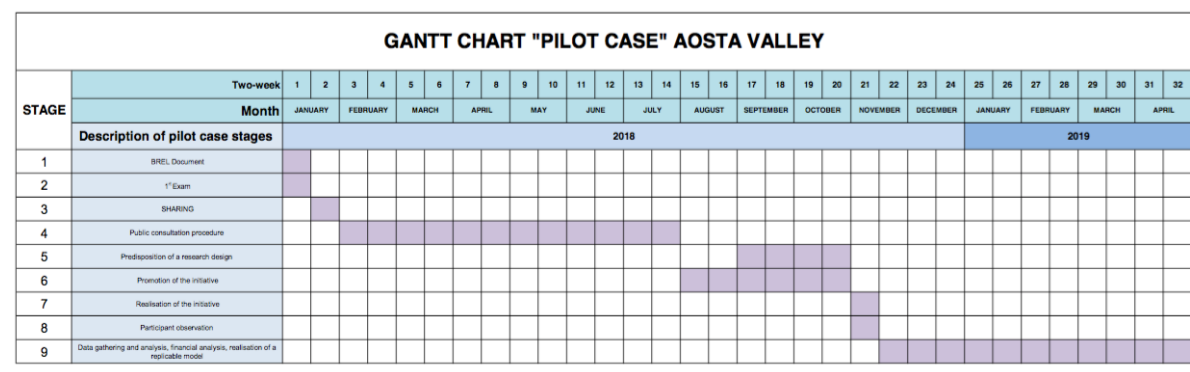 GANTT CHART "PILOT CASE" AOSTA VALLEY
Two-week 1 2 3 4 5 6 7 8 9 10 11 12 13 14 15 16 17 18 19 20 21 22 23 24 25 26 27 28 29 30 31 32
STAGE
Month JANUARY FEBRUARY MARCH APRIL MAY JUNE JULY AUGUST SEPTEMBER OCTOBER NOVEMBER DECEMBER JANUARY FEBRUARY MARCH APRIL
Description of pilot case stages 2018 2019
1 BREL Document
2 1° Exam
3 SHARING
4 Public consultation procedure
5 Predisposition of a research design
6 Promotion of the initiative
7 Realisation of the initiative
8 Participant observation
9 Data gathering and analysis, financial analysis, realisation of a
replicable model